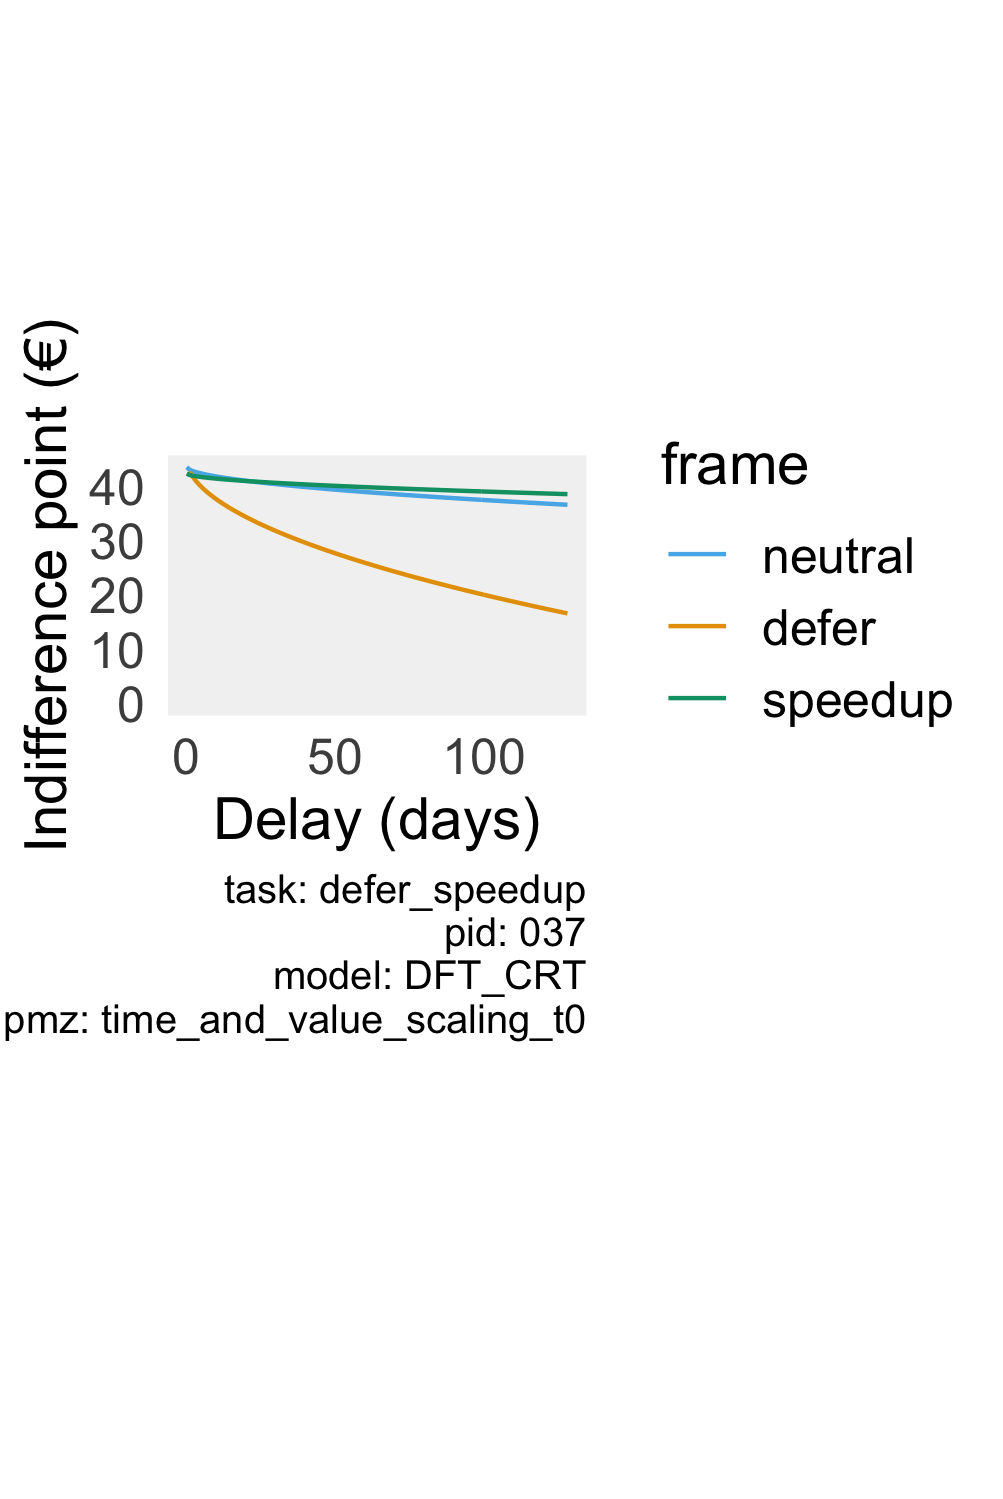 Indifference point (€)
40
30
20
10
0
0 50 100
Delay (days)
frame
neutral
defer
speedup
task: defer_speedup
pid: 037
model: DFT_CRT
pmz: time_and_value_scaling_t0